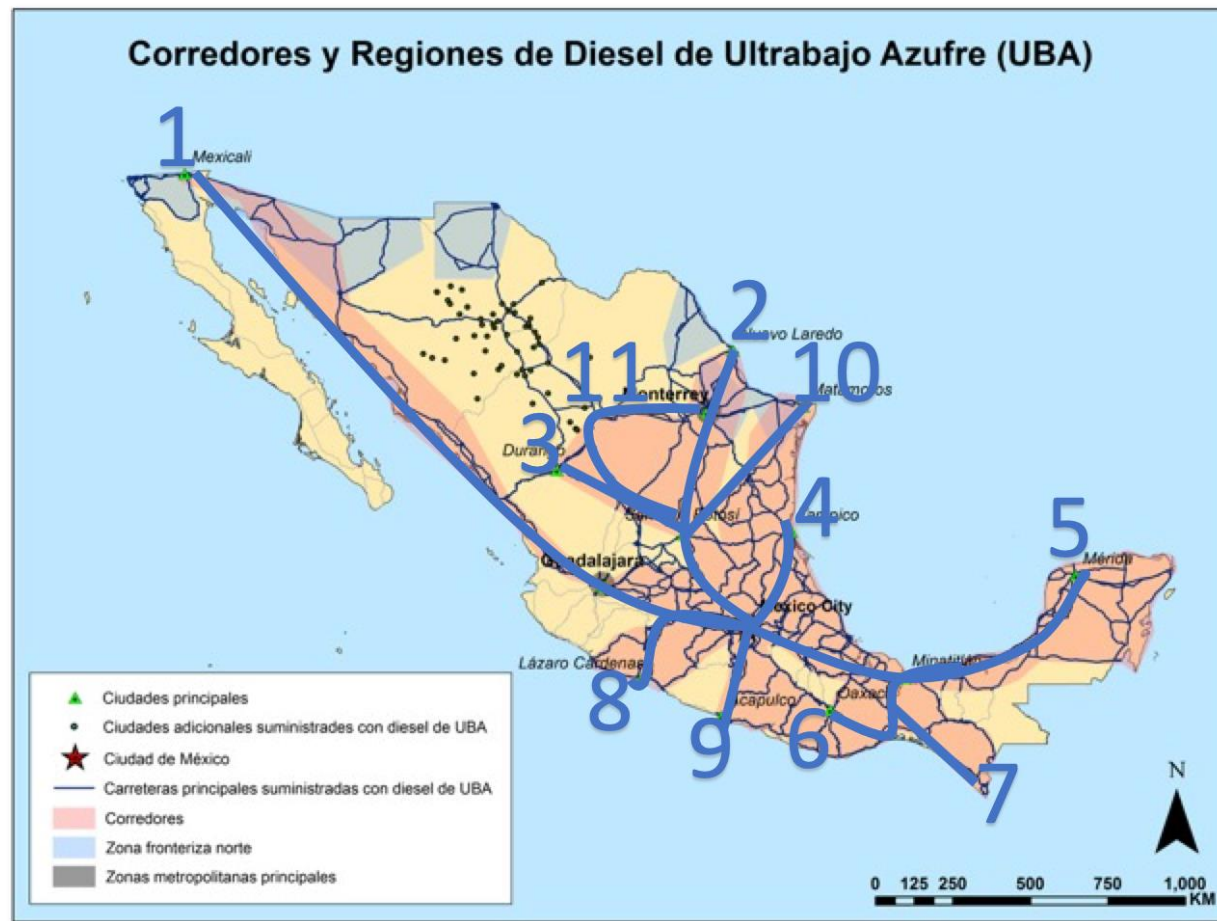 Corredores y Regiones de Diesel de Ultrabajo Azufre (UBA)
1
Mexicali
2
Nuevo Laredo
11
10
Monterrey
Matamoros
3
Durango
4
5
Mérida
Guadalajara
Mexico City
Lázaro Cárdenas
Minatitlán
8
Oaxaca
Acapulco
9
6
7
Ciudades principales
Ciudades adicionales suministradas con diesel de UBA
Ciudad de México
Carreteras principales suministradas con diesel de UBA
Corredores
Zona fronteriza norte
Zonas metropolitanas principales
N
0 125 250 500 750 1,000
KM